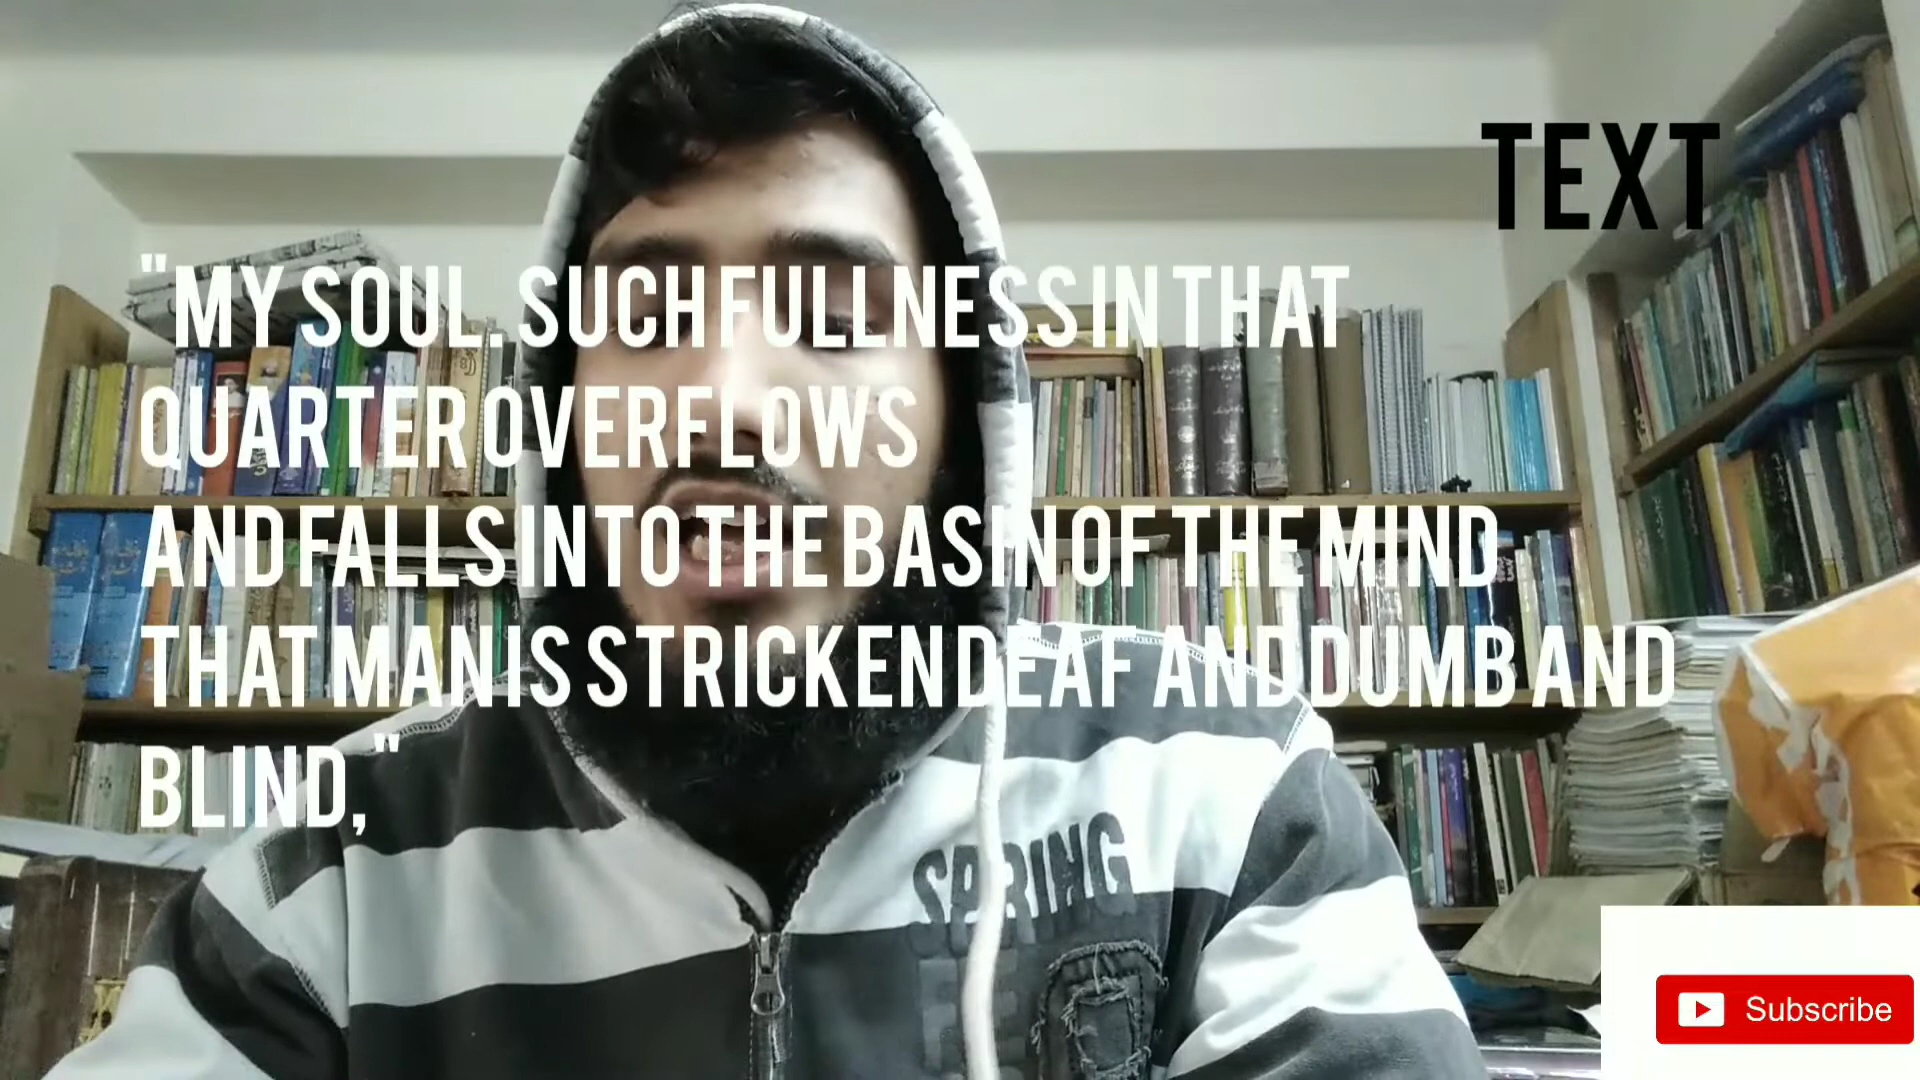 TEXT
"MY SOUL. SUCH FULLNESS IN THAT
QUARTER OVERFLOWS
AND FALLS INTO THE BASIN OF THE MIND
THAT MAN IS STRICKEN DEAF AND DUMB AND
BLIND,"
SPRING
Subscribe